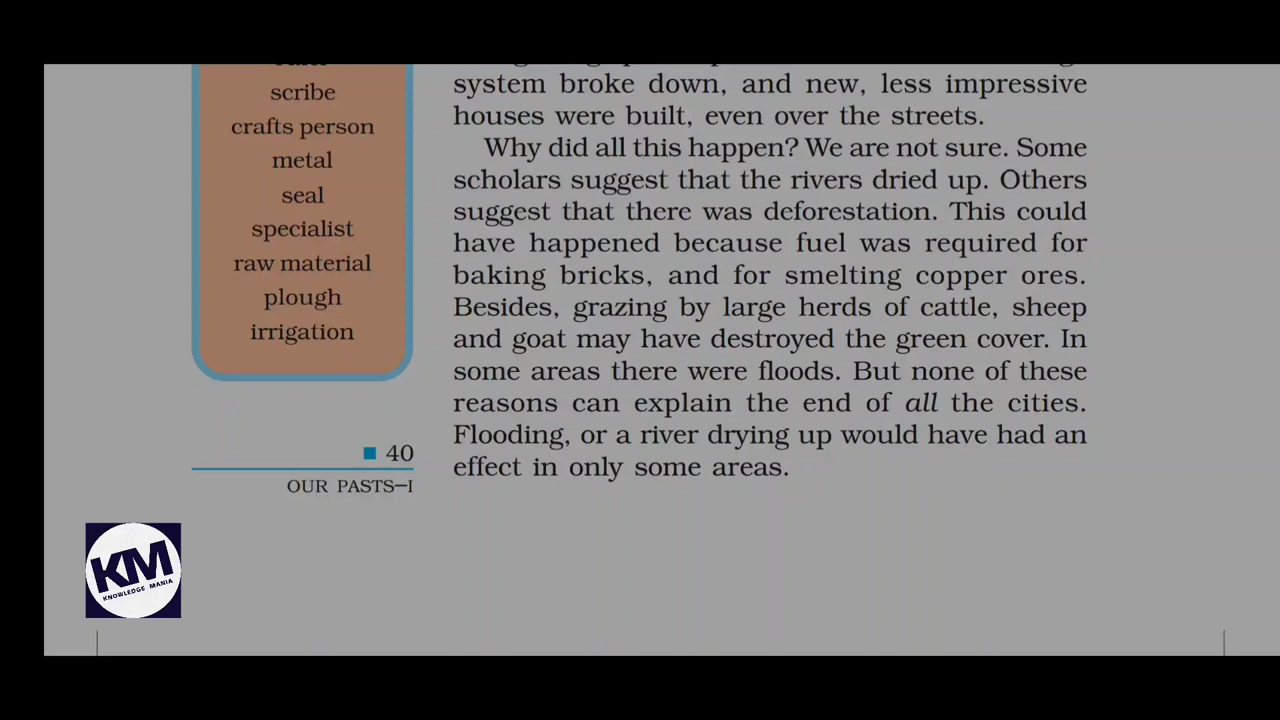 scribe
crafts person
metal
seal
specialist
raw material
plough
irrigation
40
OUR PASTS—I
system broke down, and new, less impressive
houses were built, even over the streets.
Why did all this happen? We are not sure. Some
scholars suggest that the rivers dried up. Others
suggest that there was deforestation. This could
have happened because fuel was required for
baking bricks, and for smelting copper ores.
Besides, grazing by large herds of cattle, sheep
and goat may have destroyed the green cover. In
some areas there were floods. But none of these
reasons can explain the end of all the cities.
Flooding, or a river drying up would have had an
effect in only some areas.
KM
KNOWLEDGE MANIA